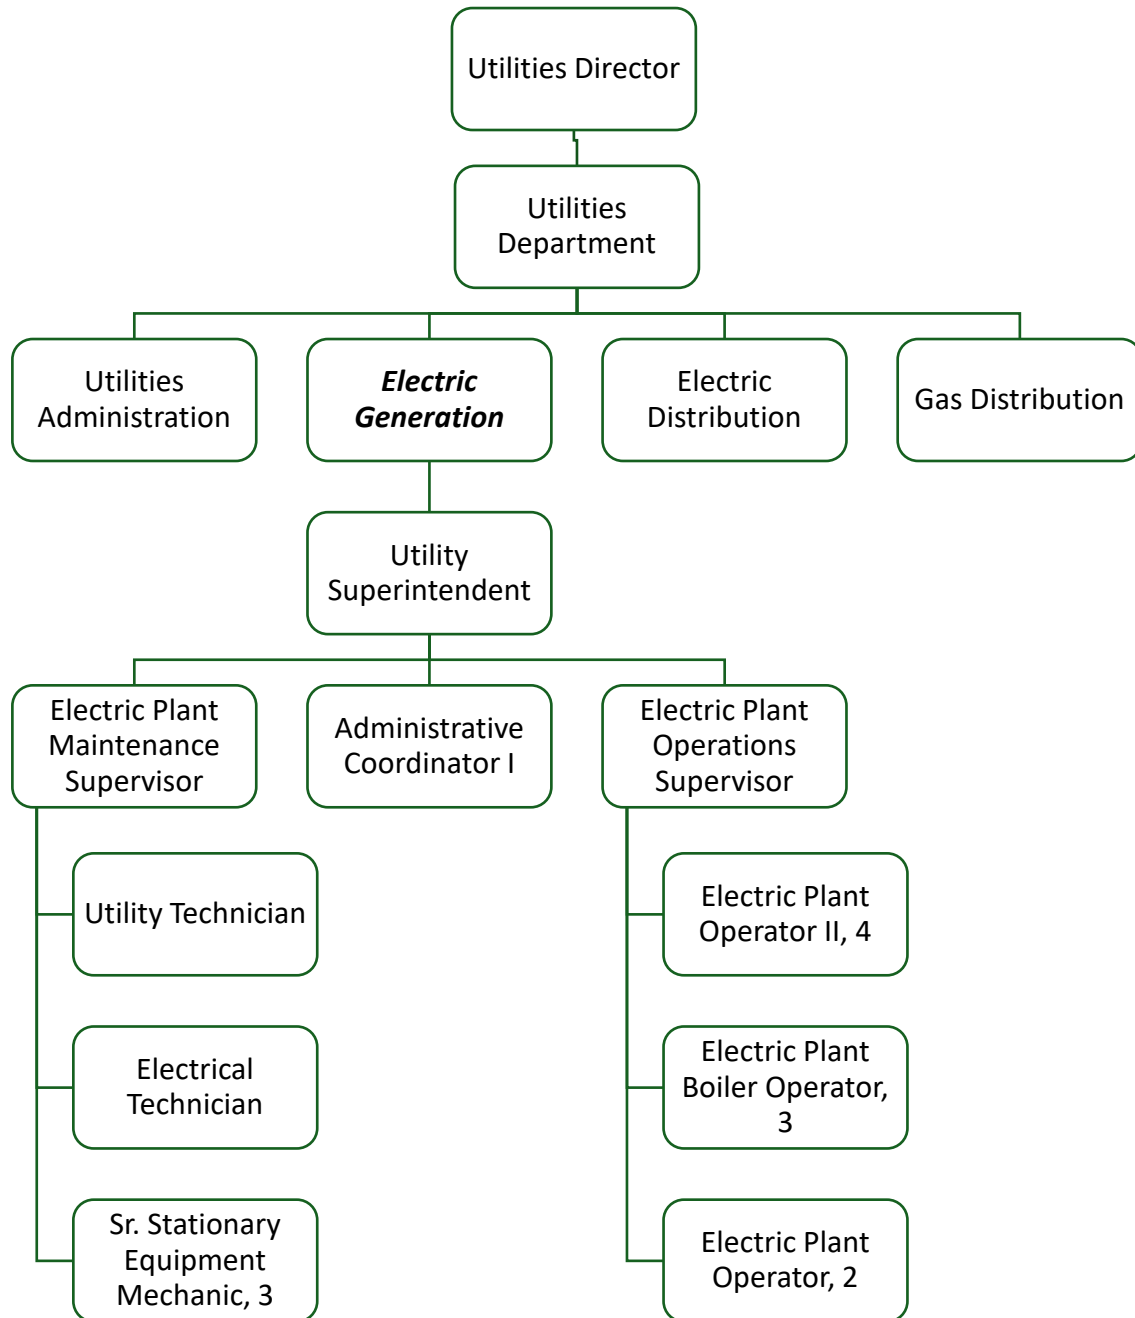 Utilities Director
Utilities
Department
Utilities
Administration
Electric
Generation
Electric
Distribution
Gas Distribution
Utility
Superintendent
Electric Plant
Maintenance
Supervisor
Administrative
Coordinator I
Electric Plant
Operations
Supervisor
Utility Technician
Electrical
Technician
Sr. Stationary
Equipment
Mechanic, 3
Electric Plant
Operator II, 4
Electric Plant
Boiler Operator,
3
Electric Plant
Operator, 2